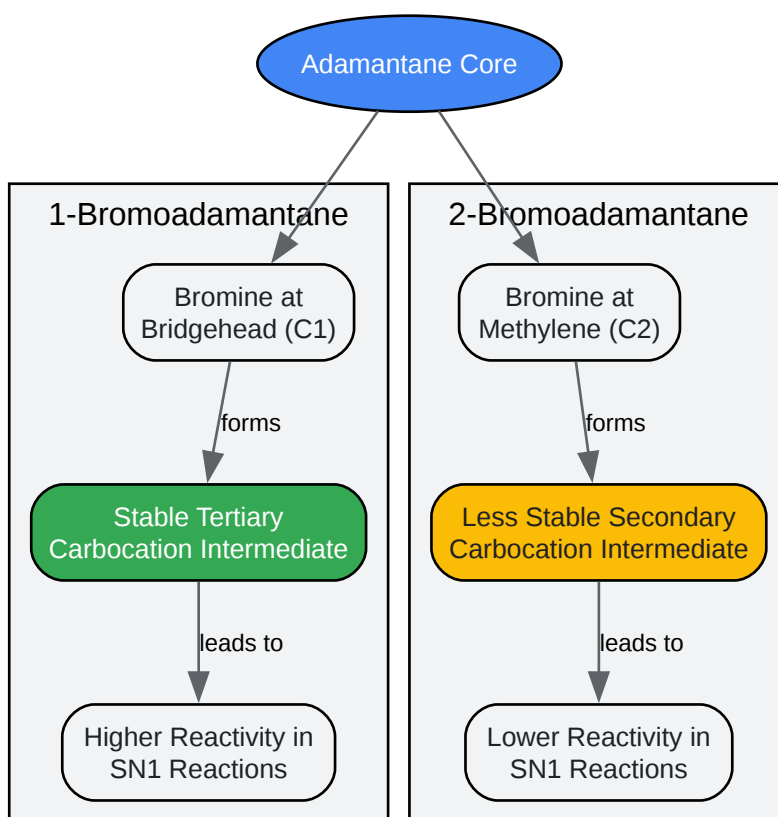 Adamantane Core
1-Bromoadamantane
Bromine at
Bridgehead (C1)
forms
Stable Tertiary
Carbocation Intermediate
leads to
Higher Reactivity in
SN1 Reactions
2-Bromoadamantane
Bromine at
Methylene (C2)
forms
Less Stable Secondary
Carbocation Intermediate
leads to
Lower Reactivity in
SN1 Reactions